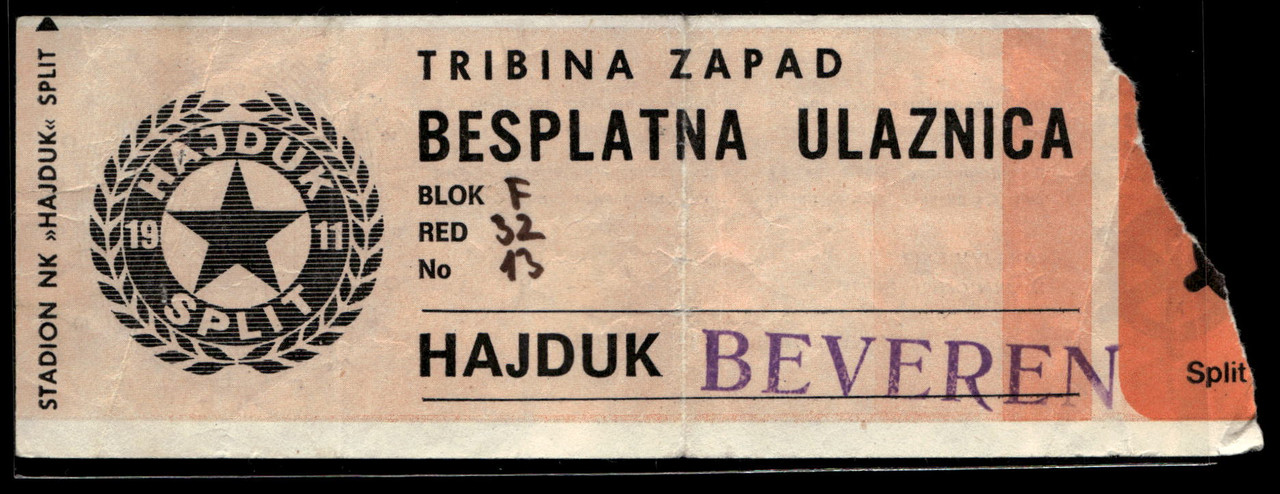 STADION NK »HAJDUK« SPLIT
HAJDUK
19 11
SPLIT
TRIBINA ZAPAD
BESPLATNA ULAZNICA
BLOK F
RED 32
No 13
HAJDUK BEVEREN
Split